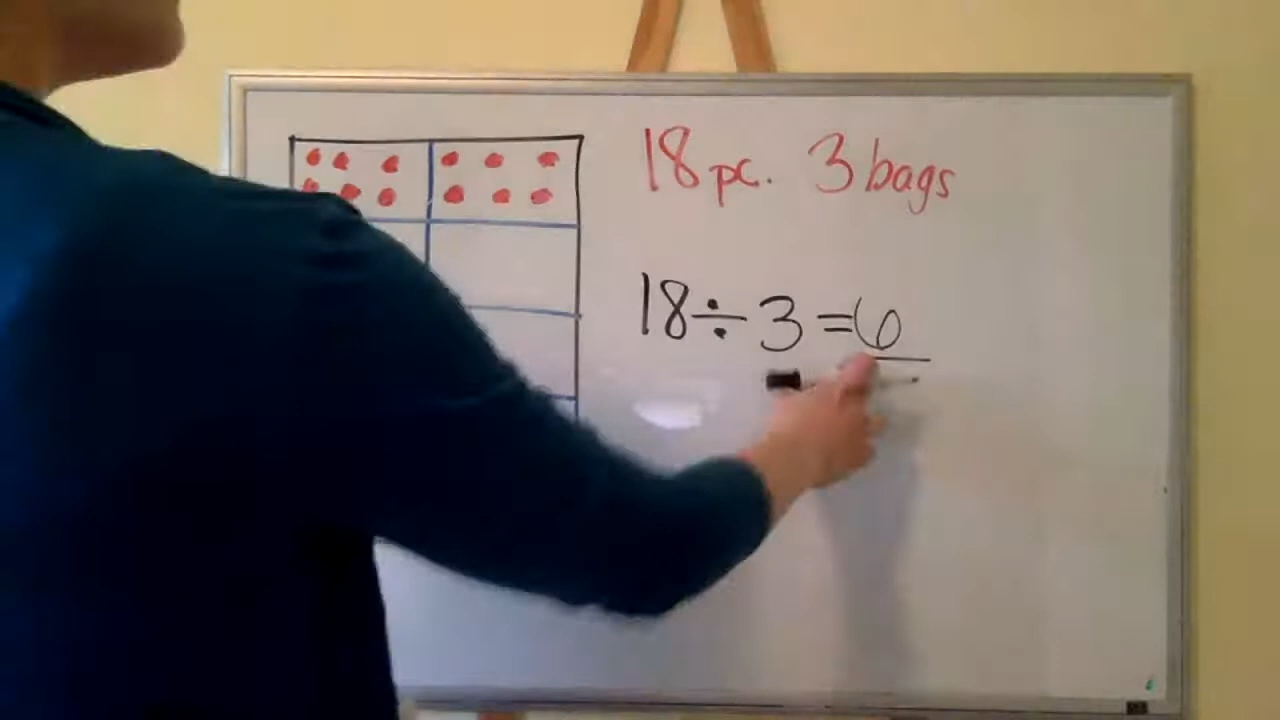 18 pc. 3 bags
18 ÷ 3 = 6